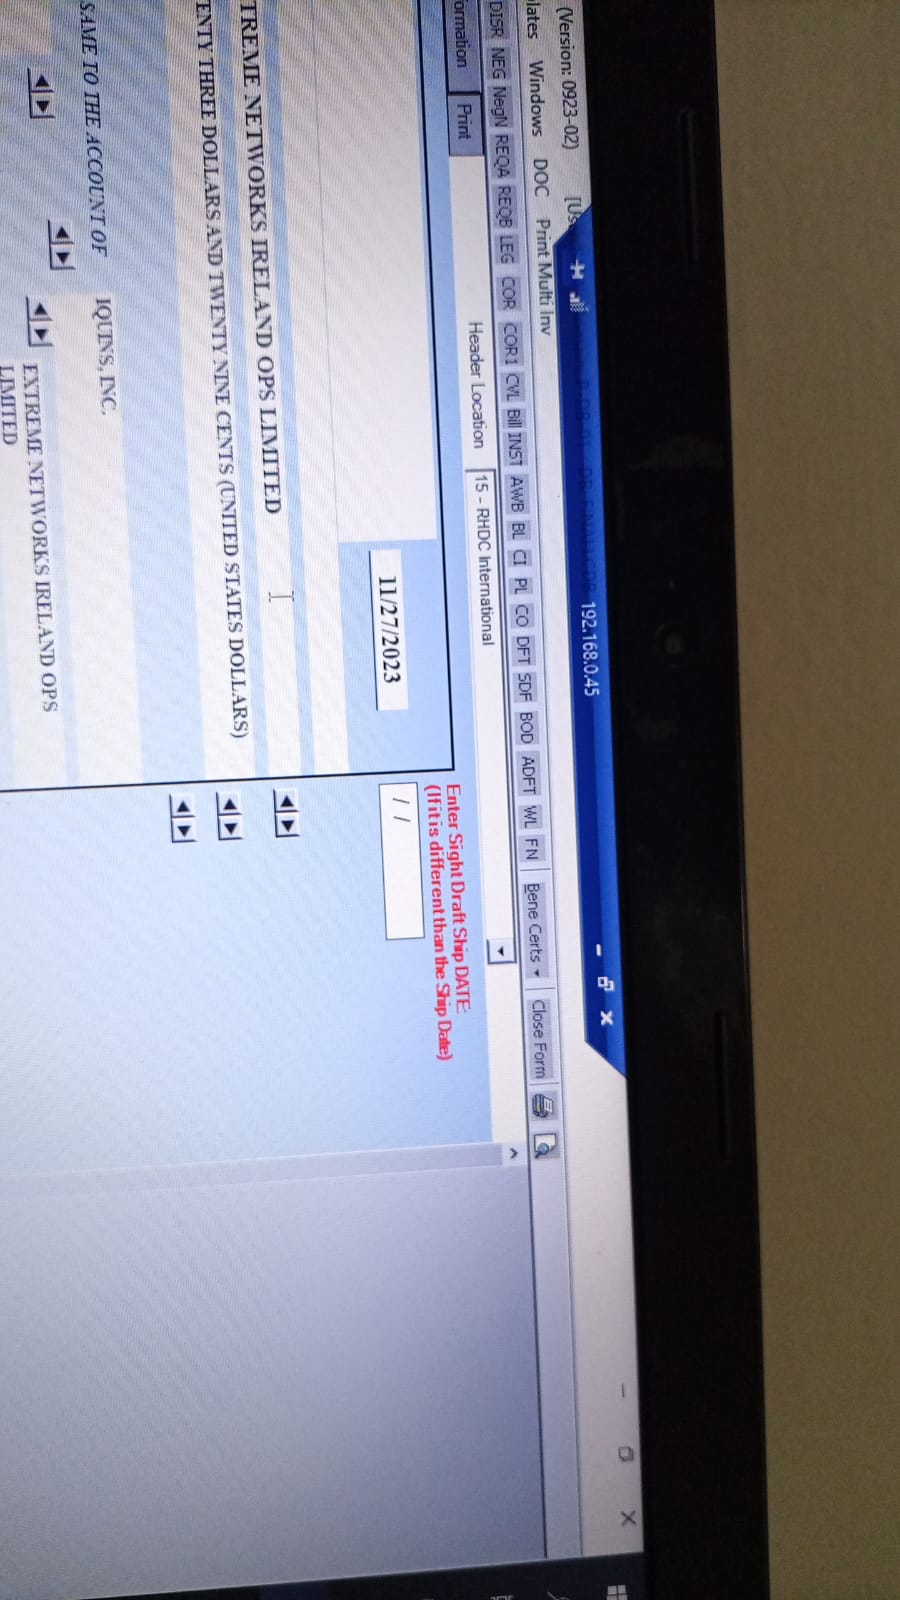 192.168.0.45
(Version: 0923-02)
lates Windows DOC Print Multi Inv
DISR NEG NegN REQA REQB LEG COR COR1 CVL Bill INST AWB BL CI PL CO DFT SDF BOD ADFT WL FN Bene Certs Close Form
Header Location 15 - RHDC International
ormation Print
Enter Sight Draft Ship DATE:
(If it is different than the Ship Date)
/ /
11/27/2023
TREME NETWORKS IRELAND OPS LIMITED
ENTY THREE DOLLARS AND TWENTY NINE CENTS (UNITED STATES DOLLARS)
SAME TO THE ACCOUNT OF
IQUINS, INC.
EXTREME NETWORKS IRELAND OPS
LIMITED